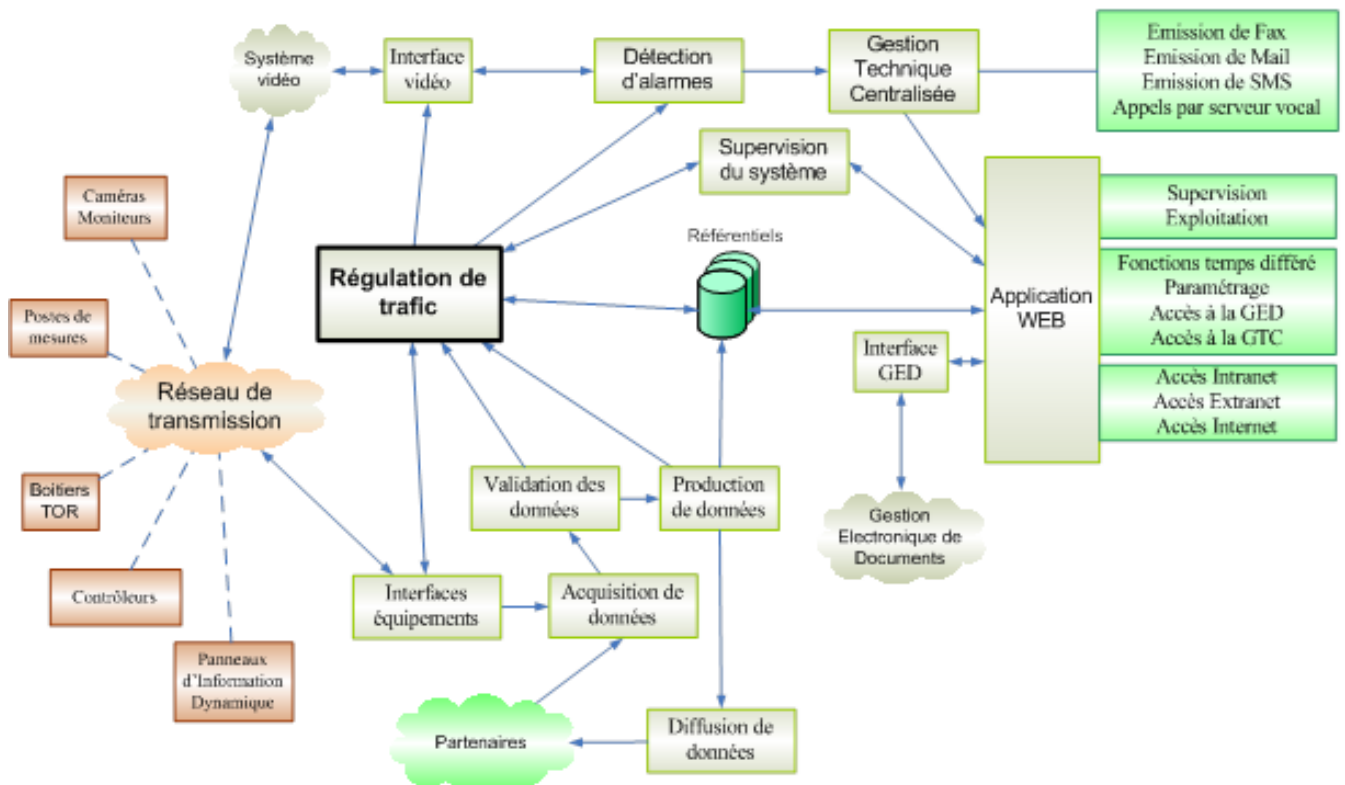 Système
vidéo
Interface
vidéo
Détection
d'alarmes
Gestion
Technique
Centralisée
Emission de Fax
Emission de Mail
Emission de SMS
Appels par serveur vocal
Supervision
du système
Supervision
Exploitation
Caméras
Moniteurs
Régulation de
trafic
Référentiels
Application
WEB
Fonctions temps différé
Paramétrage
Accès à la GED
Accès à la GTC
Postes de
mesures
Interface
GED
Réseau de
transmission
Accès Intranet
Accès Extranet
Accès Internet
Boitiers
TOR
Validation des
données
Production
de données
Gestion
Electronique de
Documents
Contrôleurs
Interfaces
équipements
Acquisition de
données
Panneaux
d'Information
Dynamique
Partenaires
Diffusion de
données